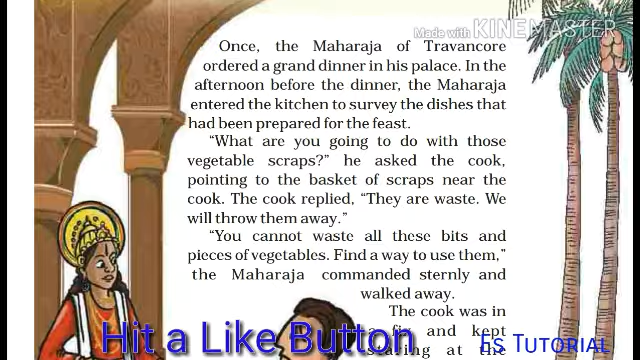 Made with KINEMASTER
Once, the Maharaja of Travancore
ordered a grand dinner in his palace. In the
afternoon before the dinner, the Maharaja
entered the kitchen to survey the dishes that
had been prepared for the feast.
"What are you going to do with those
vegetable scraps?" he asked the cook,
pointing to the basket of scraps near the
cook. The cook replied, "They are waste. We
will throw them away."
"You cannot waste all these bits and
pieces of vegetables. Find a way to use them,"
the Maharaja commanded sternly and
walked away.
The cook was in
a fix and kept
staring at the
Hit a Like Button
Fs TUTORIAL